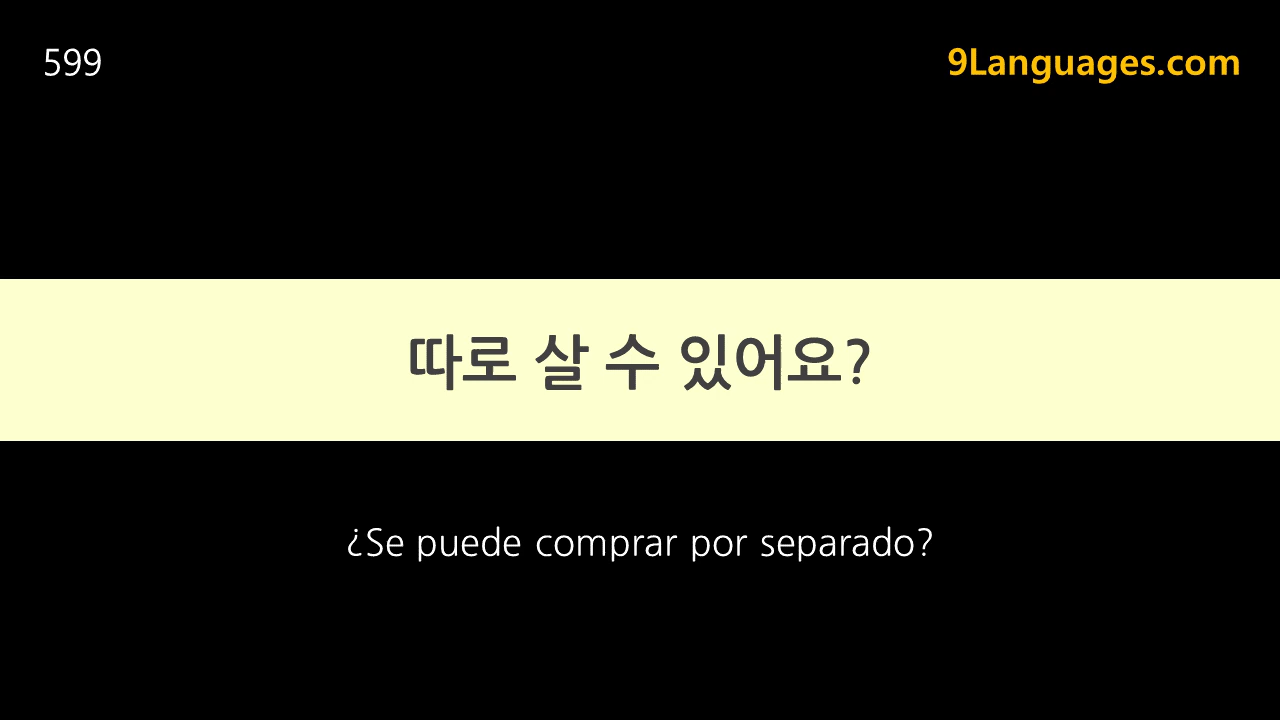 599
9Languages.com
따로 살 수 있어요?
¿Se puede comprar por separado?